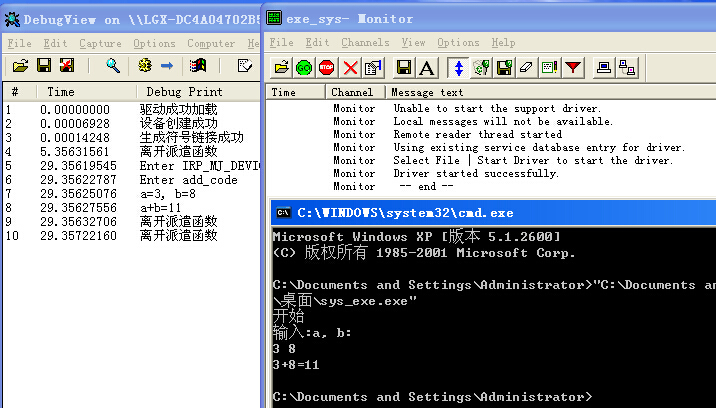 DebugView on \\LGX-DC4A04702B5
File Edit Capture Options Computer He
# Time Debug Print
1 0.00000000 驱动成功加载
2 0.00006928 设备创建成功
3 0.00014248 生成符号链接成功
4 5.35631561 离开派遣函数
5 29.35619545 Enter IRP_MJ_DEVIC
6 29.35622787 Enter add_code
7 29.35625076 a=3, b=8
8 29.35627556 a+b=11
9 29.35632706 离开派遣函数
10 29.35722160 离开派遣函数
exe_sys- Monitor
File Edit Channels View Options Help
GO STOP A
Time Channel Message text
Monitor Unable to start the support driver.
Monitor Local messages will not be available.
Monitor Remote reader thread started
Monitor Using existing service database entry for driver.
Monitor Select File | Start Driver to start the driver.
Monitor Driver started successfully.
Monitor -- end --
C:\WINDOWS\system32\cmd.exe
Microsoft Windows XP [版本 5.1.2600]
(C) 版权所有 1985-2001 Microsoft Corp.
C:\Documents and Settings\Administrator>"C:\Documents an
\桌面\sys_exe.exe"
开始
输入:a, b:
3 8
3+8=11
C:\Documents and Settings\Administrator>